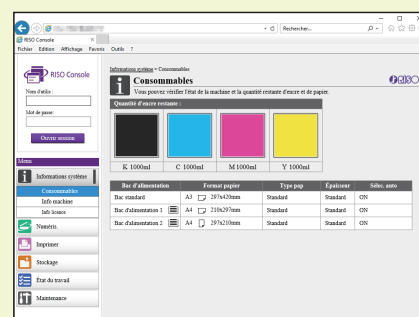 Rechercher...
RISO Console
Fichier Edition Affichage Favoris Outils ?
RISO Console
Nom d'utilis :
Mot de passe:
Ouvrir session
Menu
Informations système
Consommables
Info machine
Info licence
Numéris.
Imprimer
Stockage
État du travail
Maintenance
Informations système > Consommables
Consommables
RISO
Vous pouvez vérifier l'état de la machine et la quantité restante d'encre et de papier.
Quantité d'encre restante :
K 1000ml C 1000ml M 1000ml Y 1000ml
Bac d'alimentation Format papier Type pap Épaisseur Sélec. auto
Bac standard A3 297x420mm Standard Standard ON
Bac d'alimentation 1 A4 210x297mm Standard Standard ON
Bac d'alimentation 2 A4 297x210mm Standard Standard ON